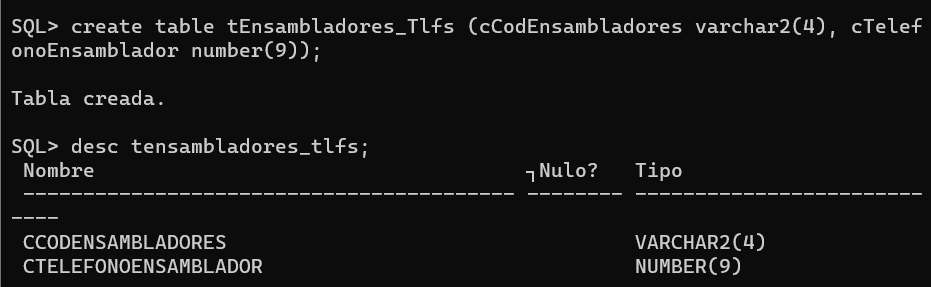 SQL> create table tEnsambladores_Tlfs (cCodEnsambladores varchar2(4), cTelef
onoEnsamblador number(9));
Tabla creada.
SQL> desc tensambladores_tlfs;
Nombre ┐Nulo? Tipo
----------------------------------------- -------- ------------------------
----
CCODENSAMBLADORES VARCHAR2(4)
CTELEFONOENSAMBLADOR NUMBER(9)